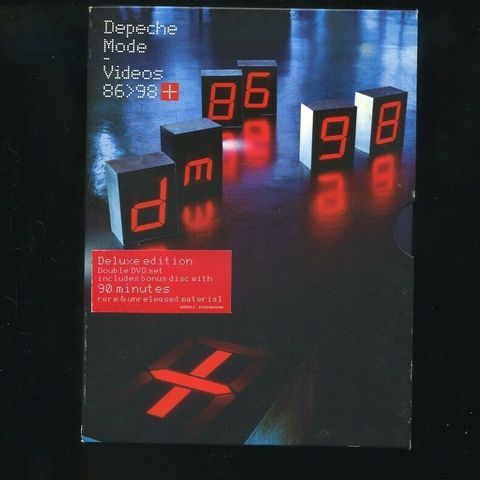 Depeche
Mode
-
Videos
86>98 +
86
98
m
d
Deluxe edition
Double DVD set
includes bonus disc with
90 minutes
rare & unreleased material